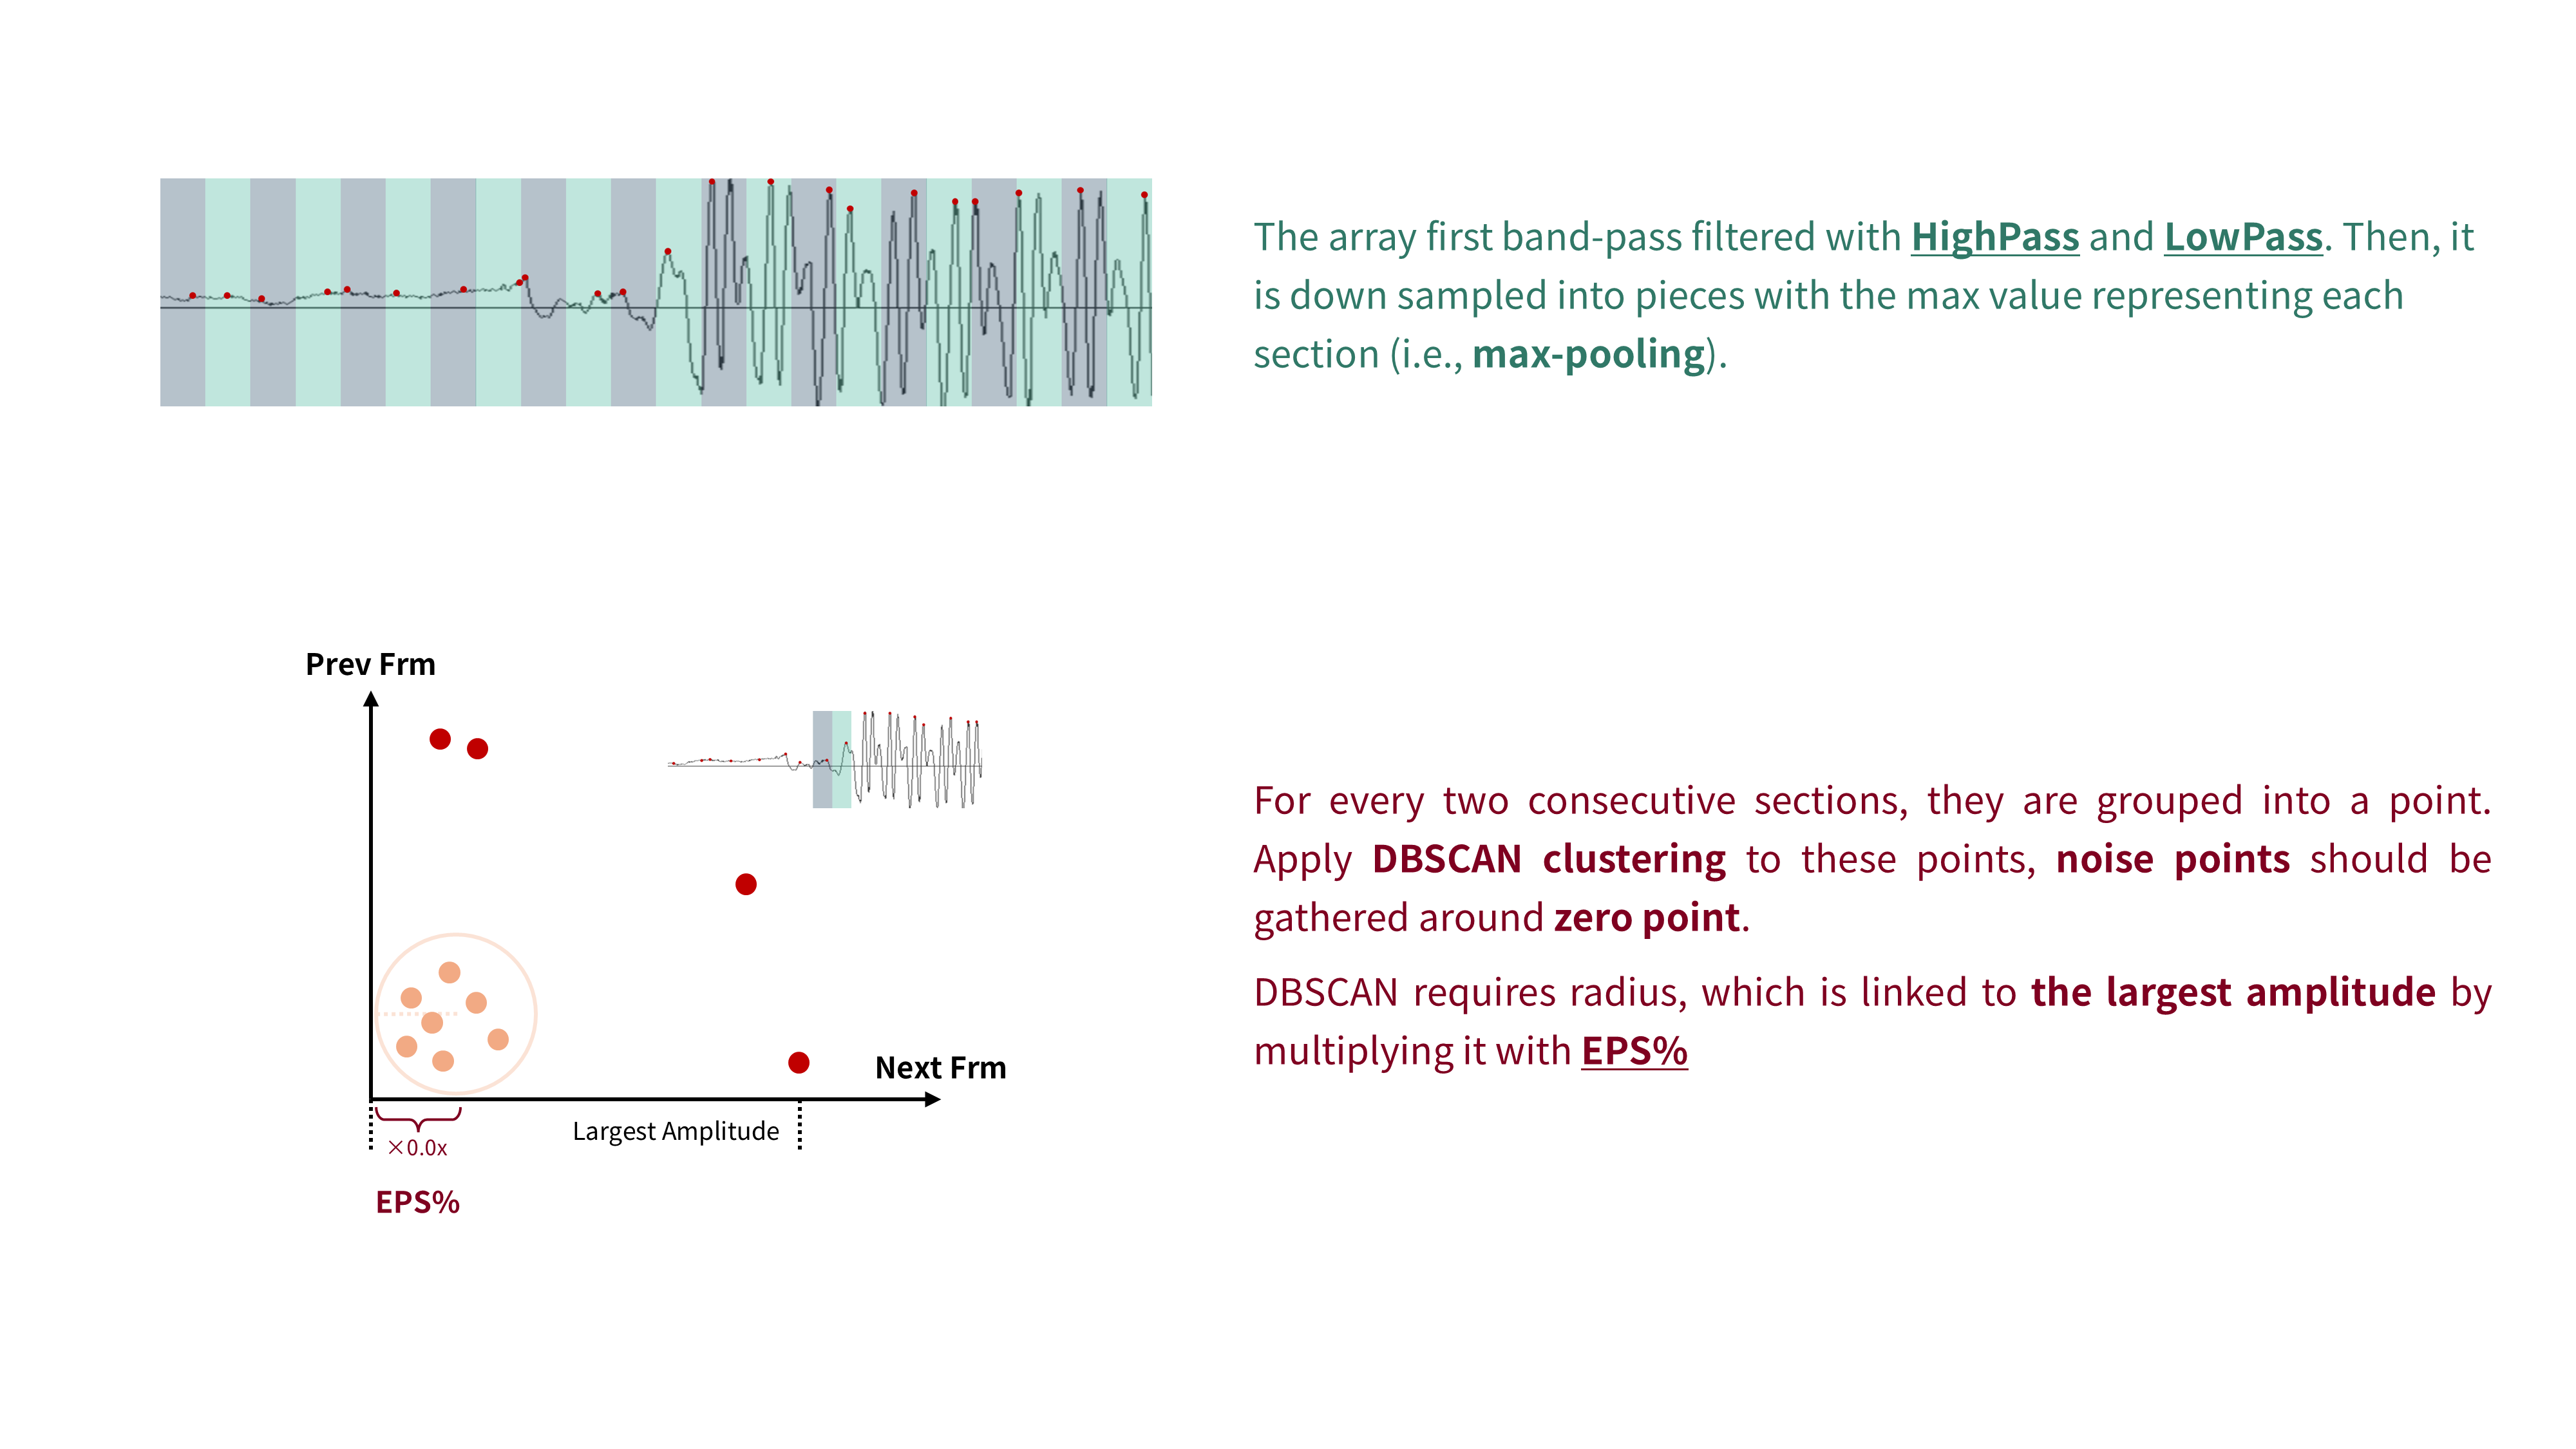 The array first band-pass filtered with HighPass and LowPass. Then, it
is down sampled into pieces with the max value representing each
section (i.e., max-pooling).
Prev Frm
Next Frm
Largest Amplitude
×0.0x
EPS%
For every two consecutive sections, they are grouped into a point.
Apply DBSCAN clustering to these points, noise points should be
gathered around zero point.
DBSCAN requires radius, which is linked to the largest amplitude by
multiplying it with EPS%